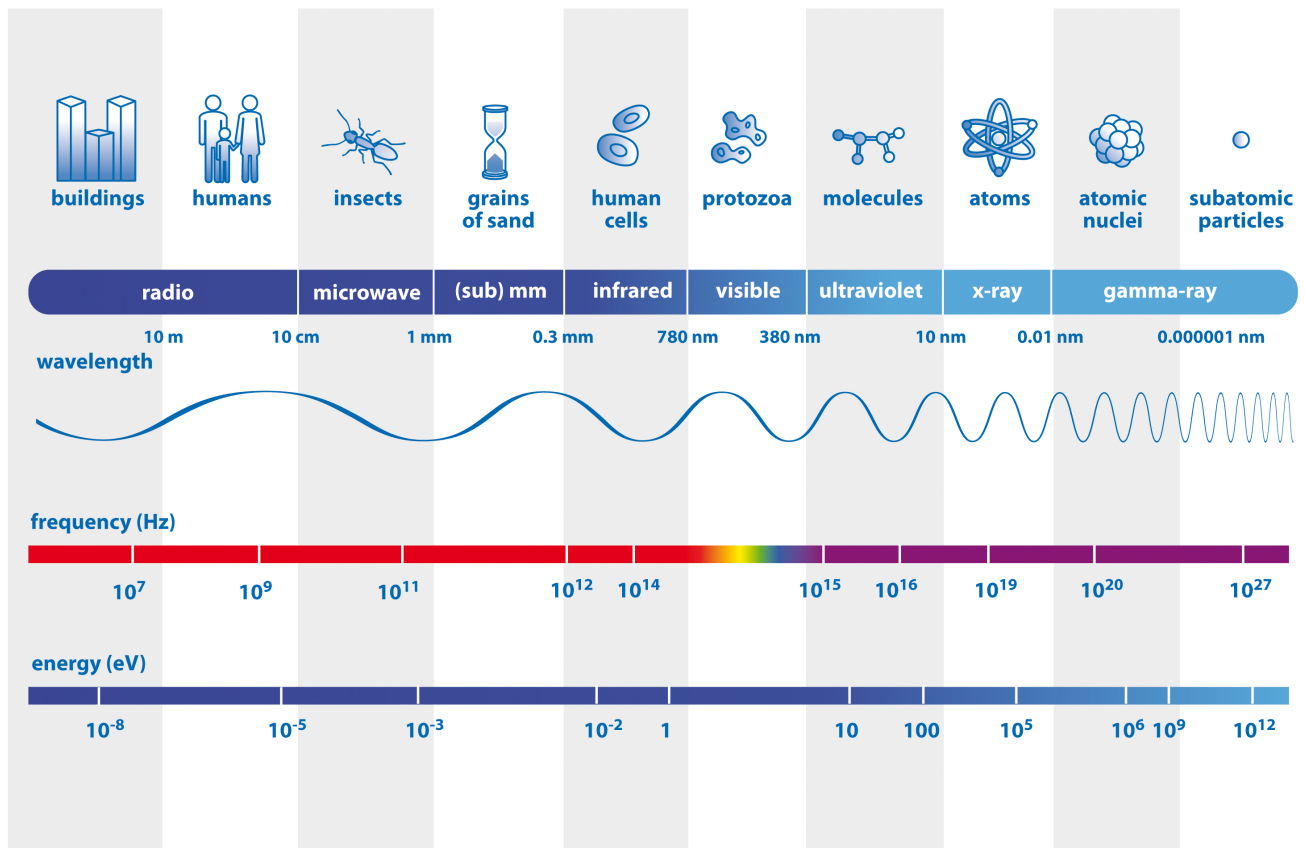 buildings
humans
insects
grains
of sand
human
cells
protozoa
molecules
atoms
atomic
nuclei
subatomic
particles
radio
microwave
(sub) mm
infrared
visible
ultraviolet
x-ray
gamma-ray
10 m
10 cm
1 mm
0.3 mm
780 nm
380 nm
10 nm
0.01 nm
0.000001 nm
wavelength
frequency (Hz)
10⁷
10⁹
10¹¹
10¹²
10¹⁴
10¹⁵
10¹⁶
10¹⁹
10²⁰
10²⁷
energy (eV)
10⁻⁸
10⁻⁵
10⁻³
10⁻²
1
10
100
10⁵
10⁶
10⁹
10¹²